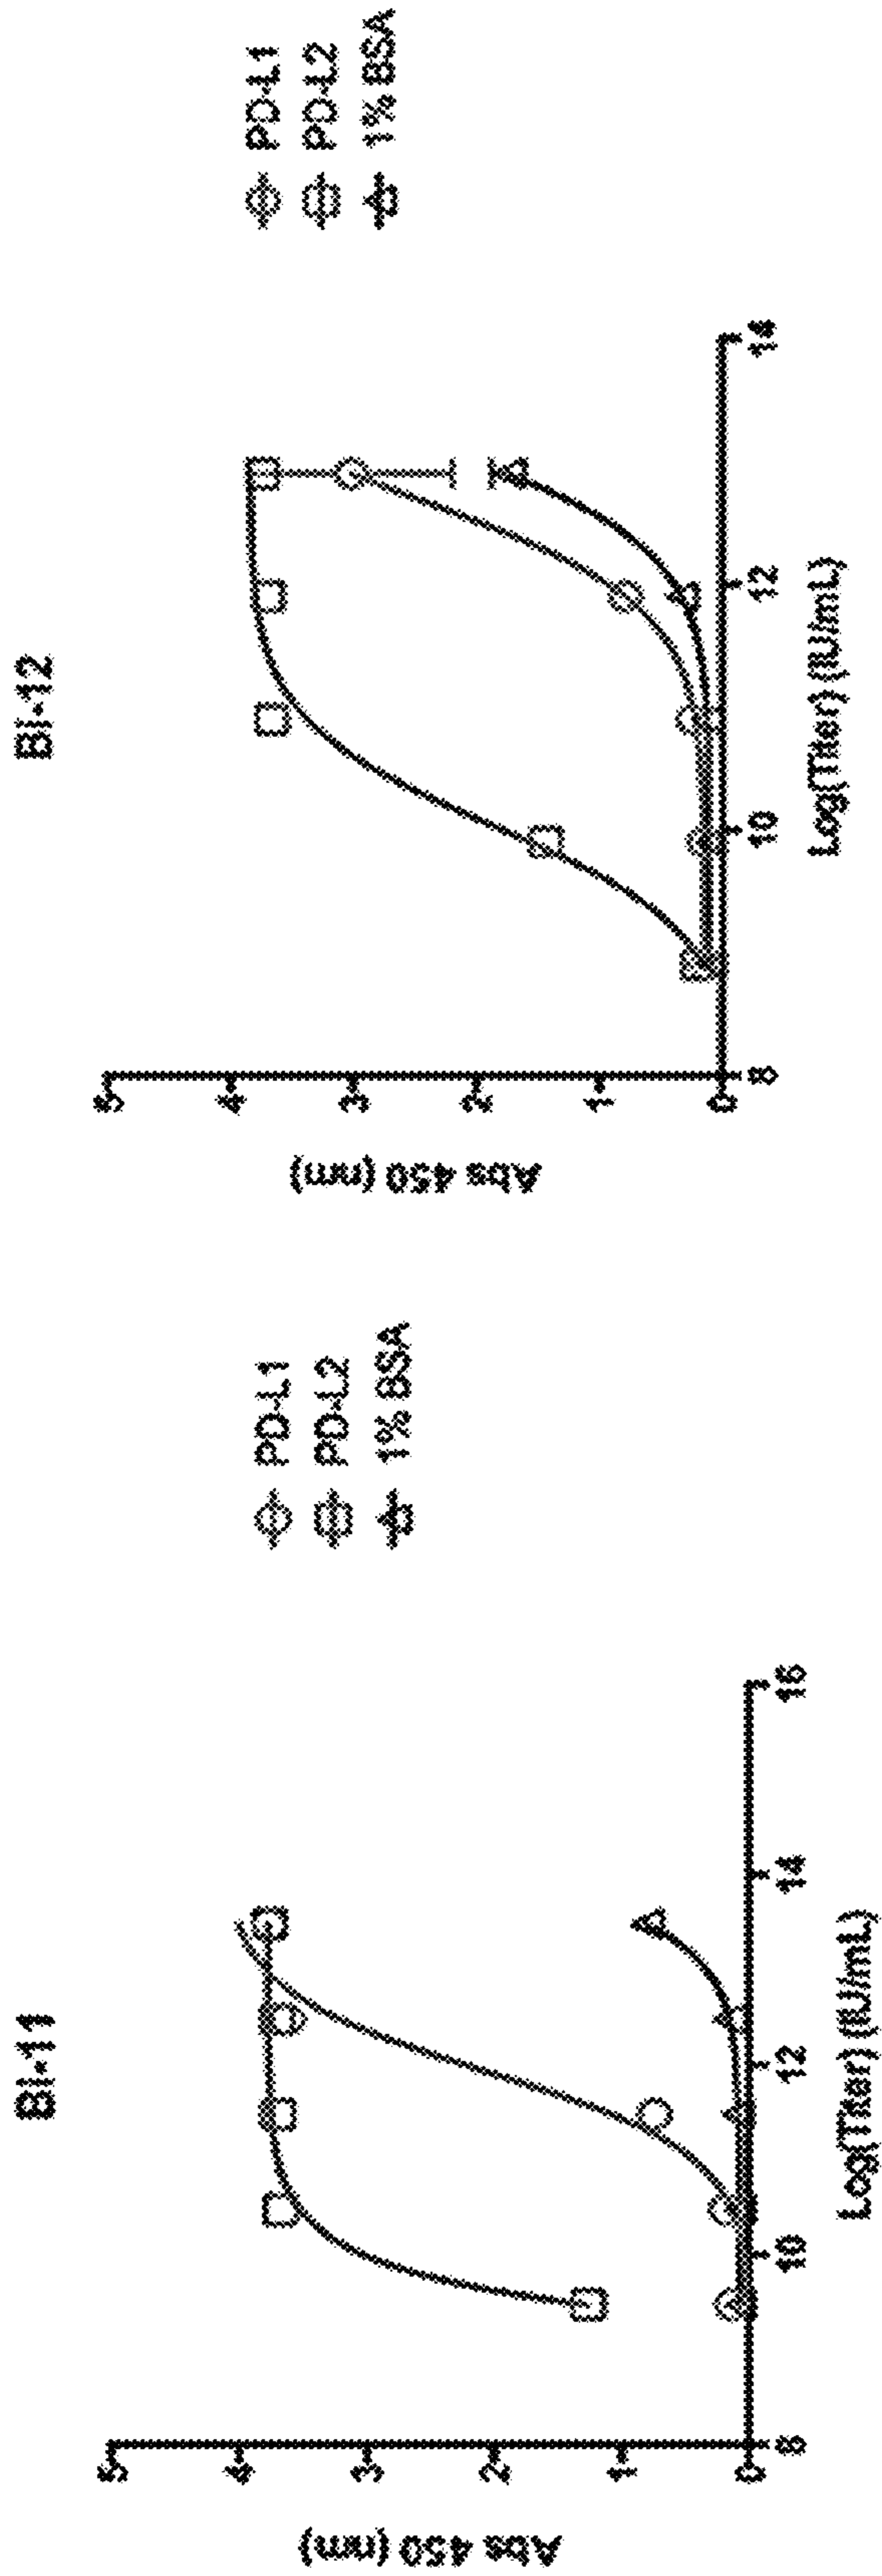 BI-11
Abs 450 (nm)
5
4
3
2
1
0
8
10
12
14
16
Log(Titer) (IU/mL)
PD-L1
PD-L2
1% BSA
BI-12
Abs 450 (nm)
5
4
3
2
1
0
8
10
12
14
Log(Titer) (IU/mL)
PD-L1
PD-L2
1% BSA